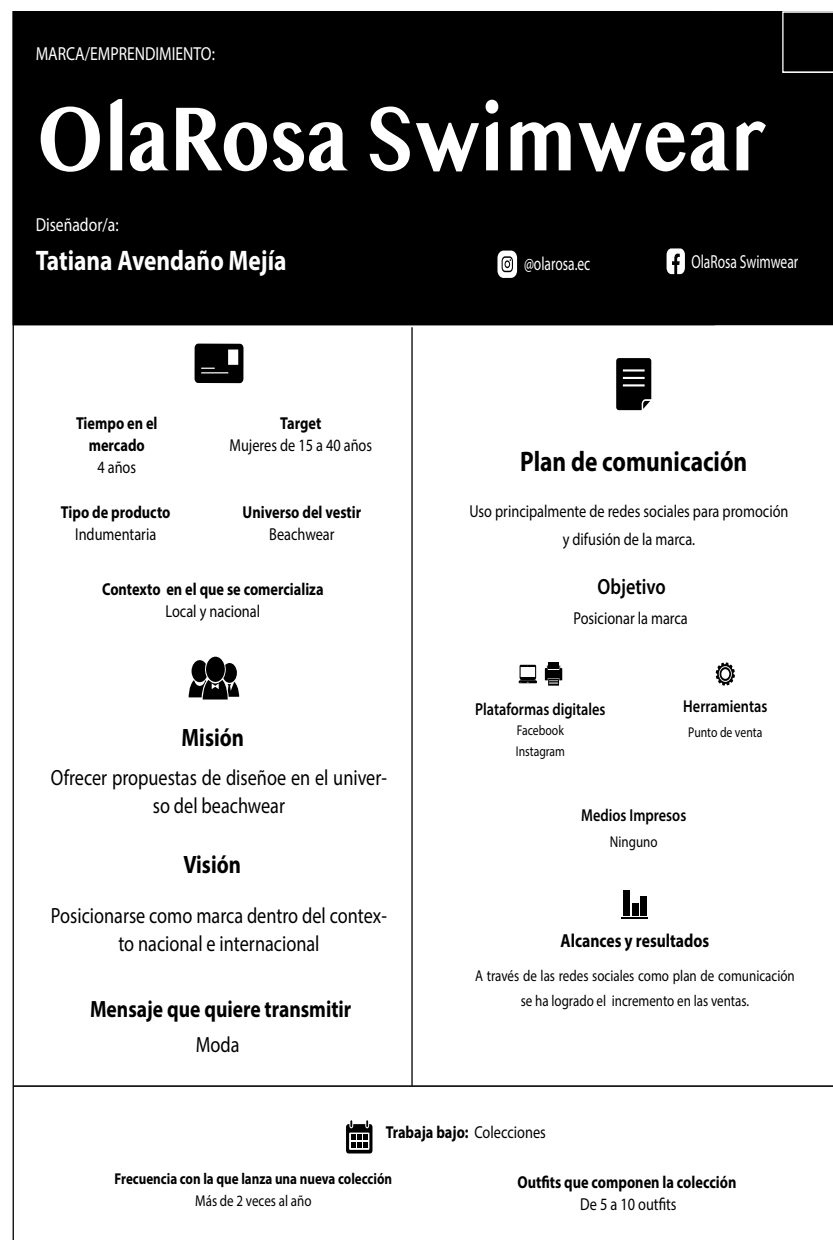 MARCA/EMPRENDIMIENTO:
OlaRosa Swimwear
Diseñador/a:
Tatiana Avendaño Mejía
@olarosa.ec
OlaRosa Swimwear
Tiempo en el
mercado
4 años
Target
Mujeres de 15 a 40 años
Tipo de producto
Indumentaria
Universo del vestir
Beachwear
Contexto en el que se comercializa
Local y nacional
Misión
Ofrecer propuestas de diseñoe en el univer-
so del beachwear
Visión
Posicionarse como marca dentro del contex-
to nacional e internacional
Mensaje que quiere transmitir
Moda
Plan de comunicación
Uso principalmente de redes sociales para promoción
y difusión de la marca.
Objetivo
Posicionar la marca
Plataformas digitales
Facebook
Instagram
Herramientas
Punto de venta
Medios Impresos
Ninguno
Alcances y resultados
A través de las redes sociales como plan de comunicación
se ha logrado el incremento en las ventas.
Trabaja bajo: Colecciones
Frecuencia con la que lanza una nueva colección
Más de 2 veces al año
Outfits que componen la colección
De 5 a 10 outfits